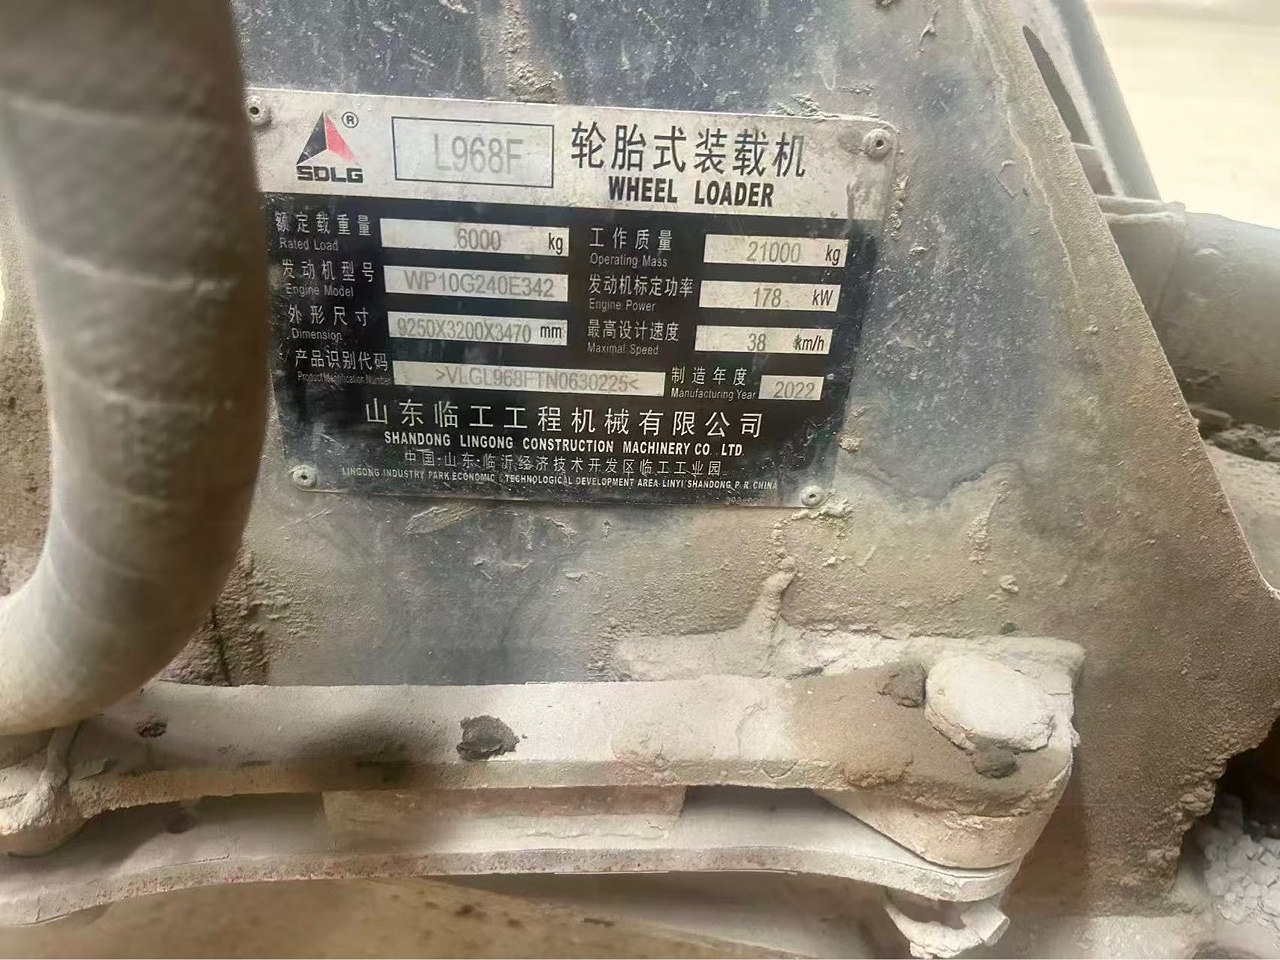 SDLG ® L968F 轮胎式装载机
WHEEL LOADER
额定载重量 6000 kg 工作质量 21000 kg
Rated Load Operating Mass
发动机型号 WP10G240E342 发动机标定功率 178 kW
Engine Model Engine Power
外形尺寸 9250X3200X3470 mm 最高设计速度 38 km/h
Dimension Maximal Speed
产品识别代码 >VLGL968FTN0630225< 制造年度 2022
Product Identification Number Manufacturing Year
山东临工工程机械有限公司
SHANDONG LINGONG CONSTRUCTION MACHINERY CO. LTD.
中国·山东·临沂经济技术开发区临工工业园
LINGONG INDUSTRY PARK ECONOMIC & TECHNOLOGICAL DEVELOPMENT AREA LINYI SHANDONG P.R.CHINA